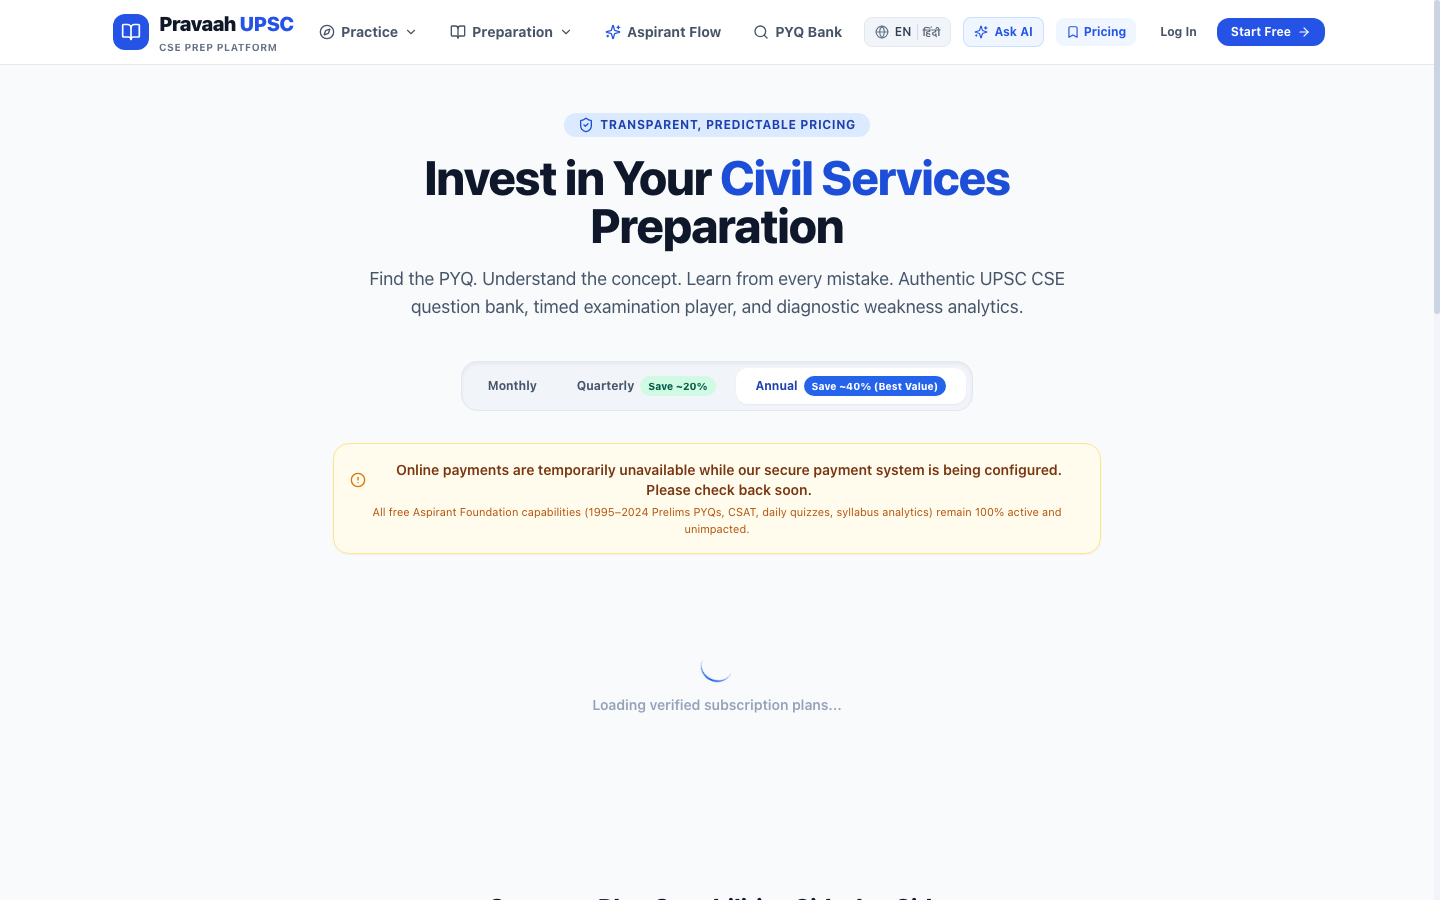 Pravaah UPSC
CSE PREP PLATFORM
Practice
Preparation
Aspirant Flow
PYQ Bank
EN हिंदी
Ask AI
Pricing
Log In
Start Free
TRANSPARENT, PREDICTABLE PRICING
Invest in Your Civil Services
Preparation
Find the PYQ. Understand the concept. Learn from every mistake. Authentic UPSC CSE
question bank, timed examination player, and diagnostic weakness analytics.
Monthly
Quarterly Save ~20%
Annual Save ~40% (Best Value)
Online payments are temporarily unavailable while our secure payment system is being configured.
Please check back soon.
All free Aspirant Foundation capabilities (1995–2024 Prelims PYQs, CSAT, daily quizzes, syllabus analytics) remain 100% active and
unimpacted.
Loading verified subscription plans...